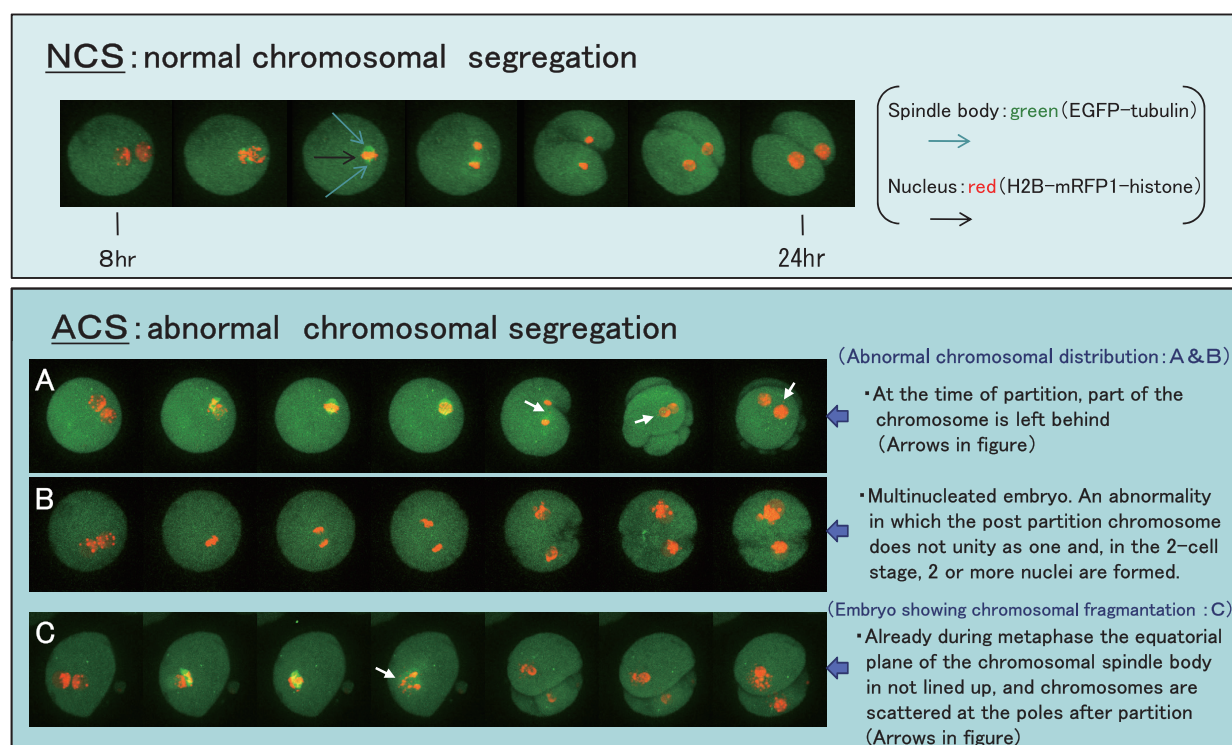 NCS:normal chromosomal segregation
Spindle body:green(EGFP-tubulin)
Nucleus:red(H2B-mRFP1-histone)
8hr
24hr
ACS:abnormal chromosomal segregation
(Abnormal chromosomal distribution:A&B)
A
・At the time of partition, part of the
chromosome is left behind
(Arrows in figure)
B
・Multinucleated embryo. An abnormality
in which the post partition chromosome
does not unity as one and, in the 2-cell
stage, 2 or more nuclei are formed.
(Embryo showing chromosomal fragmantation :C)
C
・Already during metaphase the equatorial
plane of the chromosomal spindle body
in not lined up, and chromosomes are
scattered at the poles after partition
(Arrows in figure)